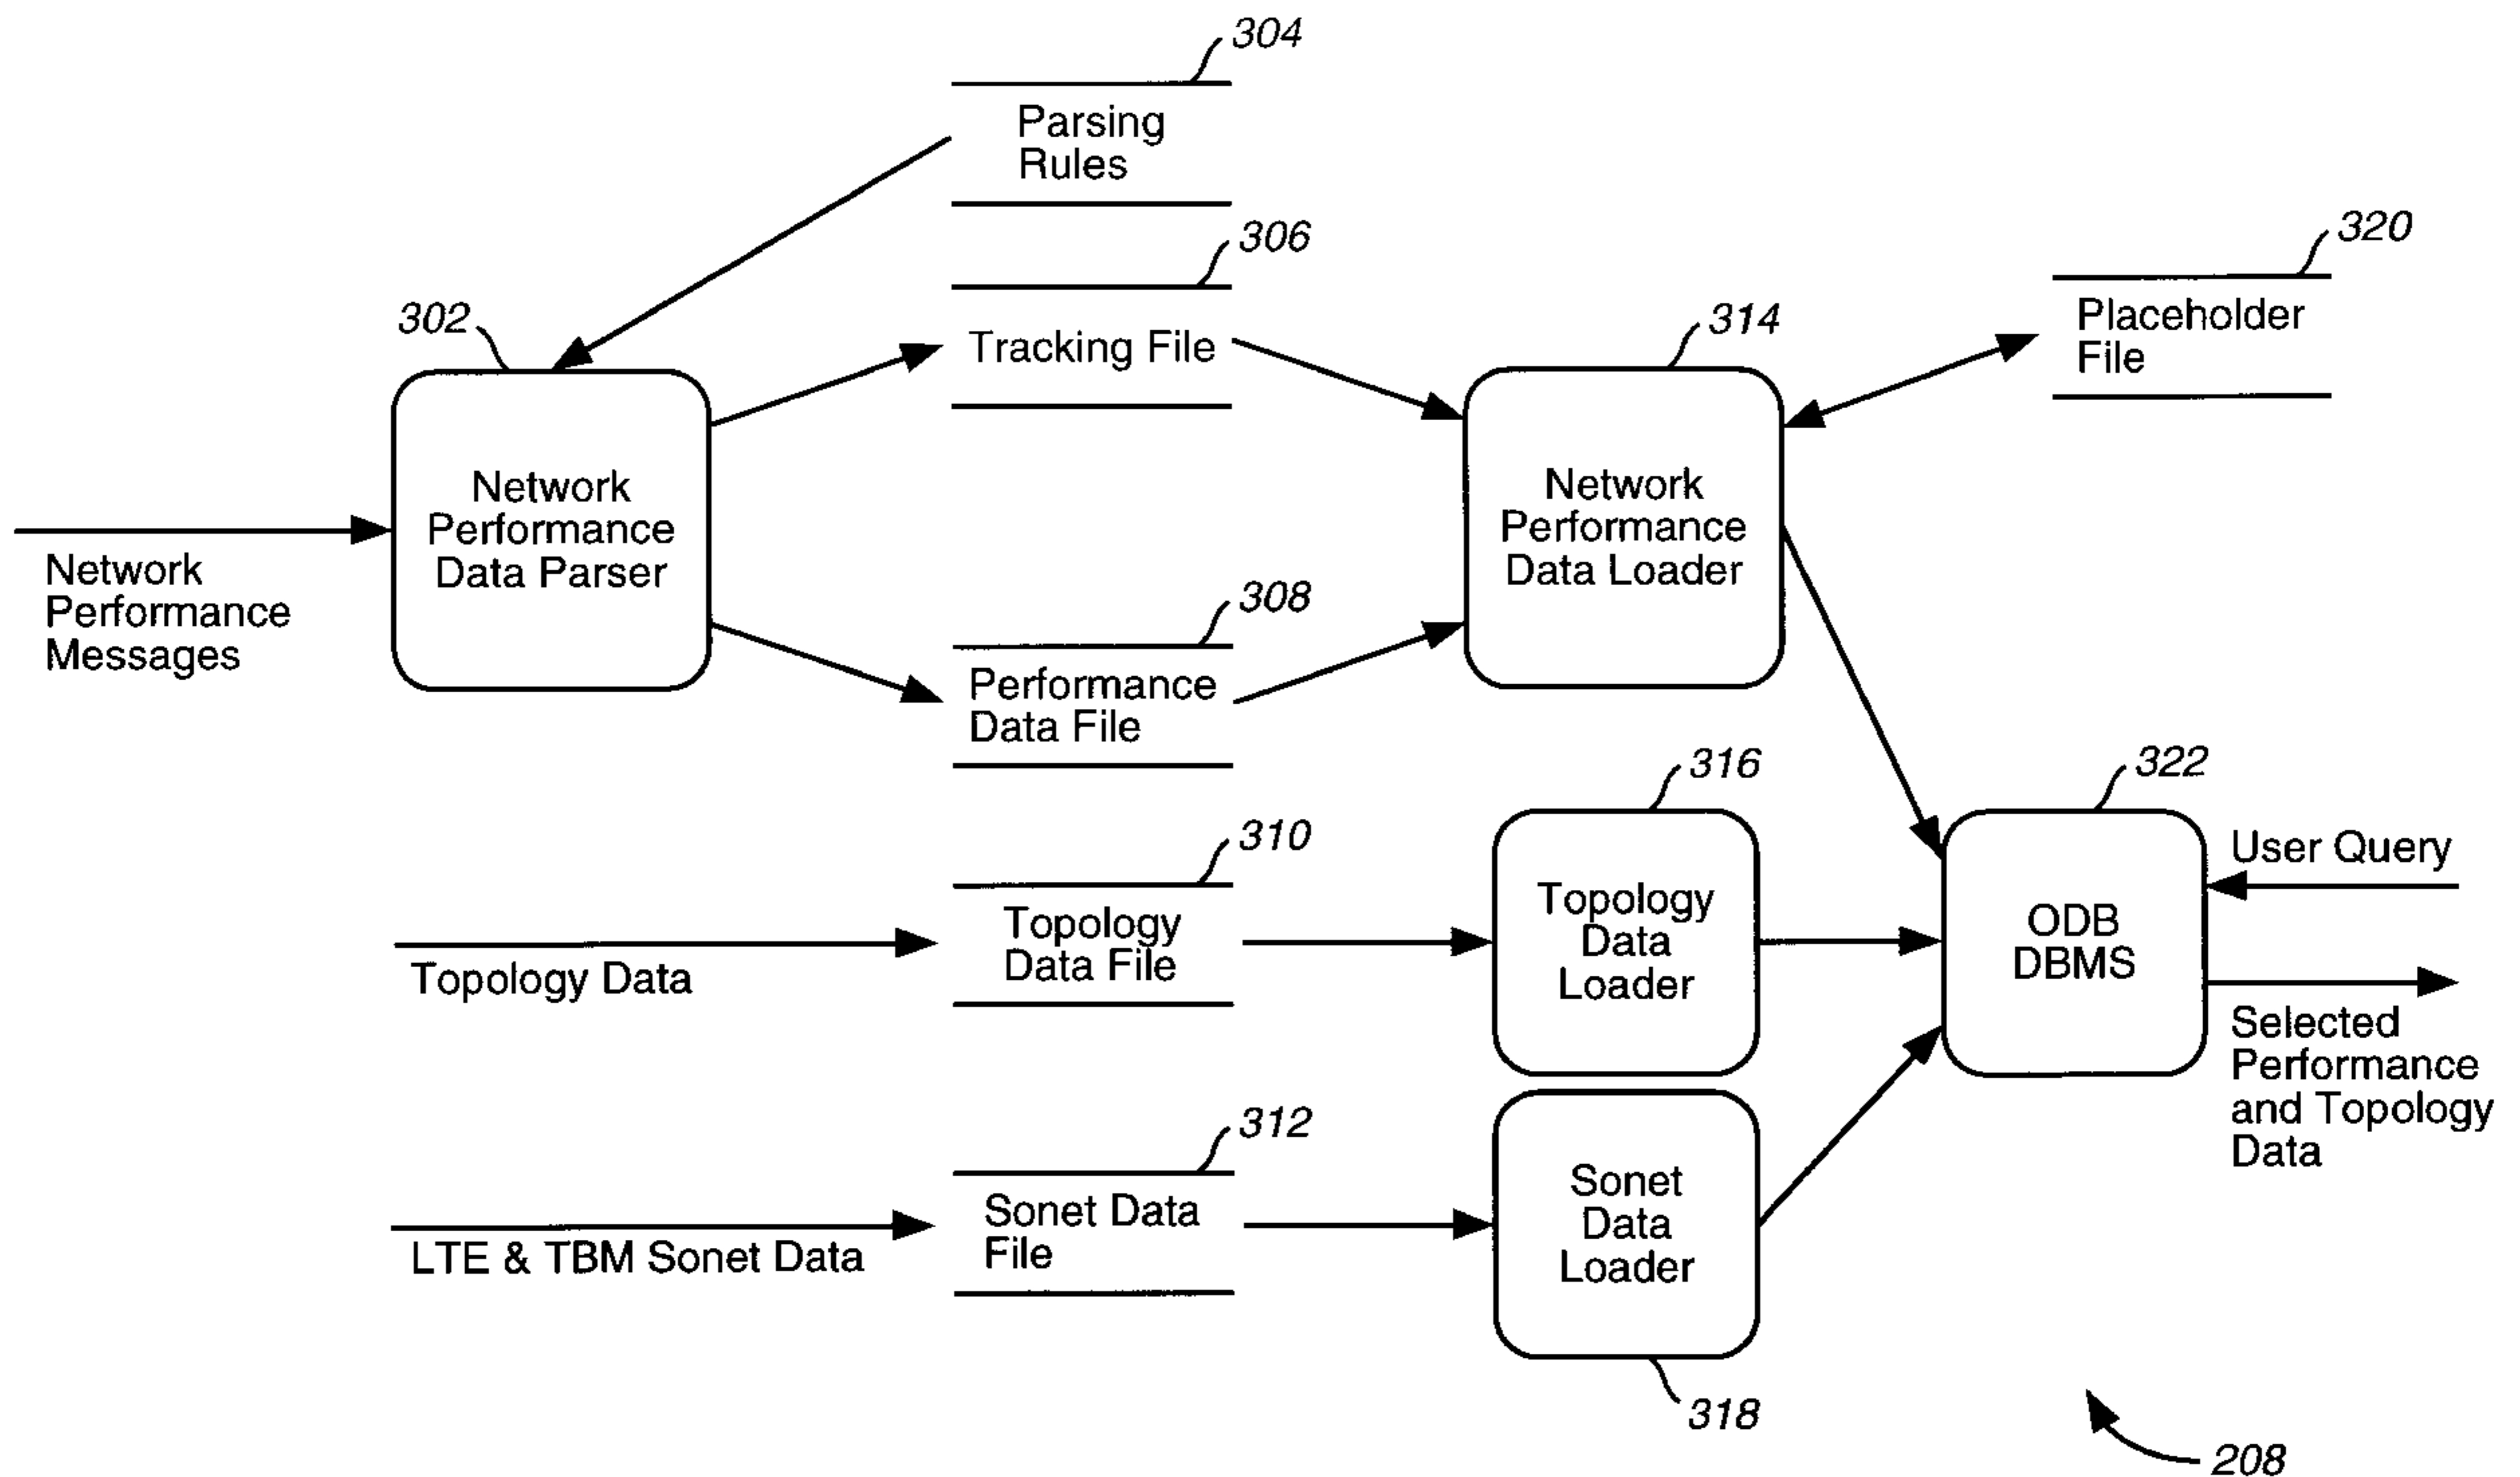 304
Parsing
Rules
306
Tracking File
302
Network
Performance
Data Parser
Network
Performance
Messages
308
Performance
Data File
314
Network
Performance
Data Loader
320
Placeholder
File
310
Topology
Data File
Topology Data
316
Topology
Data
Loader
322
ODB
DBMS
User Query
Selected
Performance
and Topology
Data
312
Sonet Data
File
LTE & TBM Sonet Data
Sonet
Data
Loader
318
208